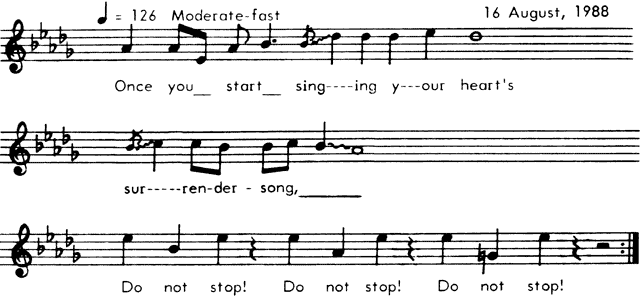 ♩ = 126 Moderate-fast 16 August, 1988
Once you__ start__ sing----ing y---our heart's
sur-----ren-der - song,______
Do not stop! Do not stop! Do not stop!